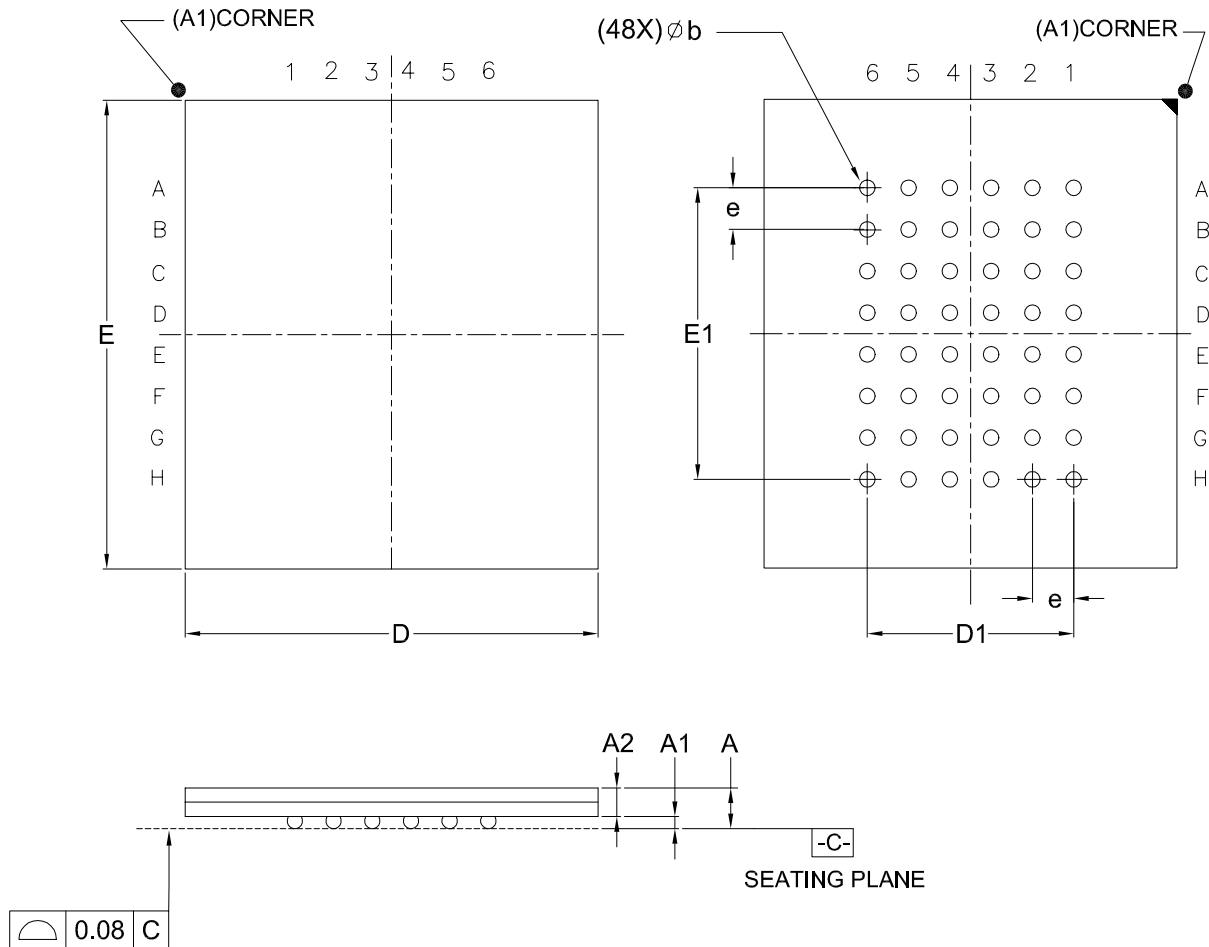 (A1)CORNER
(48X)⌀b
(A1)CORNER
1 2 3 4 5 6
6 5 4 3 2 1
A
B
C
D
E
F
G
H
E
D
e
E1
A
B
C
D
E
F
G
H
e
D1
A2 A1 A
-C-
SEATING PLANE
0.08 C